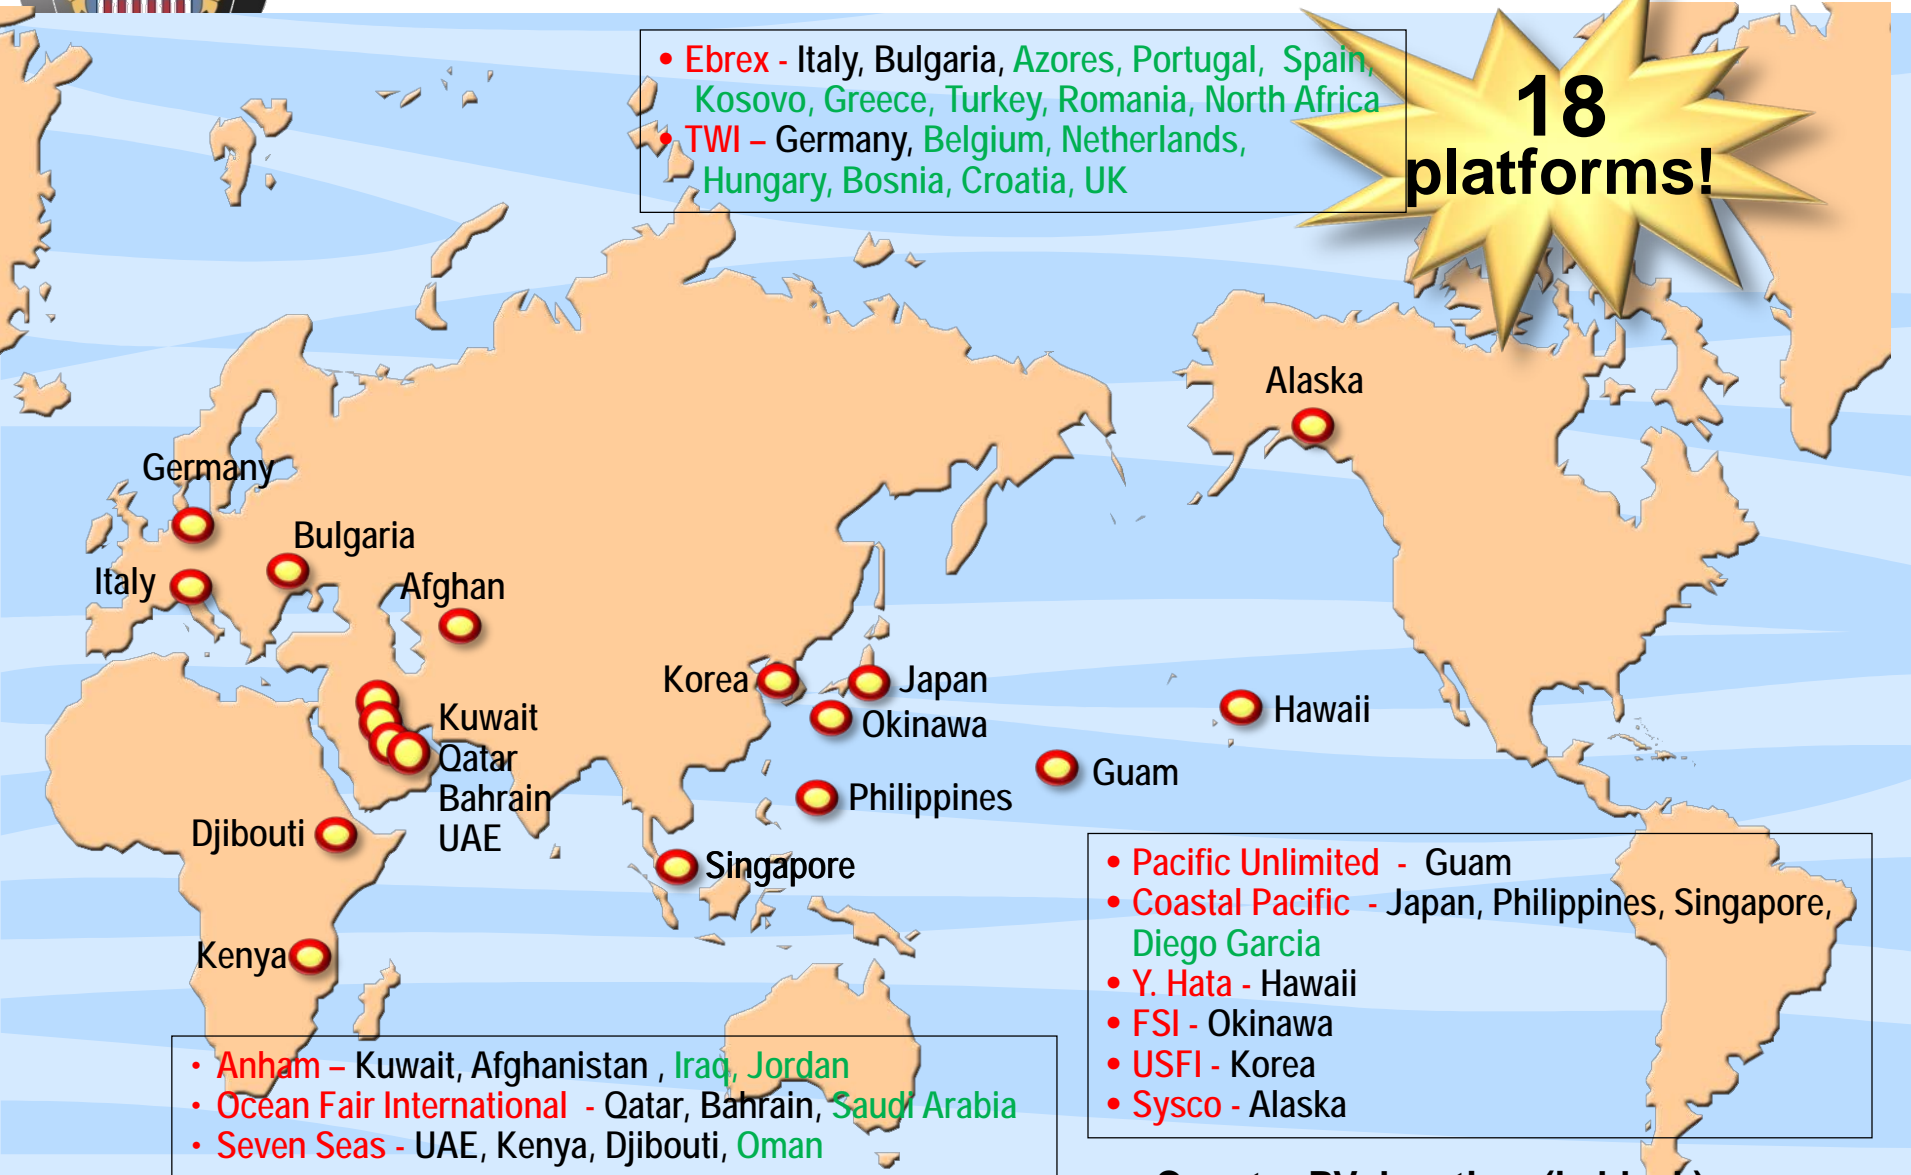 • Ebrex - Italy, Bulgaria, Azores, Portugal, Spain,
Kosovo, Greece, Turkey, Romania, North Africa
• TWI – Germany, Belgium, Netherlands,
Hungary, Bosnia, Croatia, UK
18
platforms!
Alaska
Germany
Bulgaria
Italy
Afghan
Korea
Japan
Okinawa
Hawaii
Kuwait
Qatar
Bahrain
UAE
Guam
Philippines
Djibouti
Singapore
Kenya
• Pacific Unlimited - Guam
• Coastal Pacific - Japan, Philippines, Singapore,
Diego Garcia
• Y. Hata - Hawaii
• FSI - Okinawa
• USFI - Korea
• Sysco - Alaska
• Anham – Kuwait, Afghanistan , Iraq, Jordan
• Ocean Fair International - Qatar, Bahrain, Saudi Arabia
• Seven Seas - UAE, Kenya, Djibouti, Oman